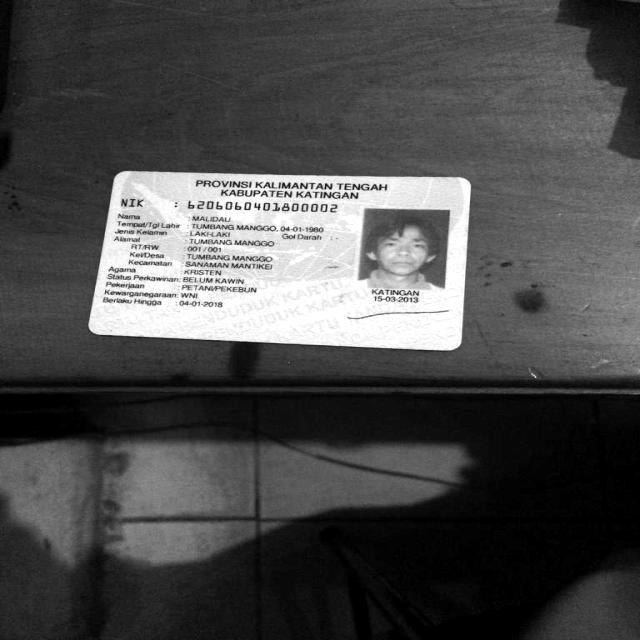 PROVINSI KALIMANTAN TENGAH
KABUPATEN KATINGAN
NIK : 6206060401800002
Nama : MALIDAU
Tempat/Tgl Lahir : TUMBANG MANGGO, 04-01-1980
Jenis Kelamin : LAKI-LAKI Gol Darah : -
Alamat : TUMBANG MANGGO
RT/RW : 001 / 001
Kel/Desa : TUMBANG MANGGO
Kecamatan : SANAMAN MANTIKEI
Agama : KRISTEN
Status Perkawinan: BELUM KAWIN
Pekerjaan : PETANI/PEKEBUN
Kewarganegaraan: WNI
Berlaku Hingga : 04-01-2018
KATINGAN
15-03-2013